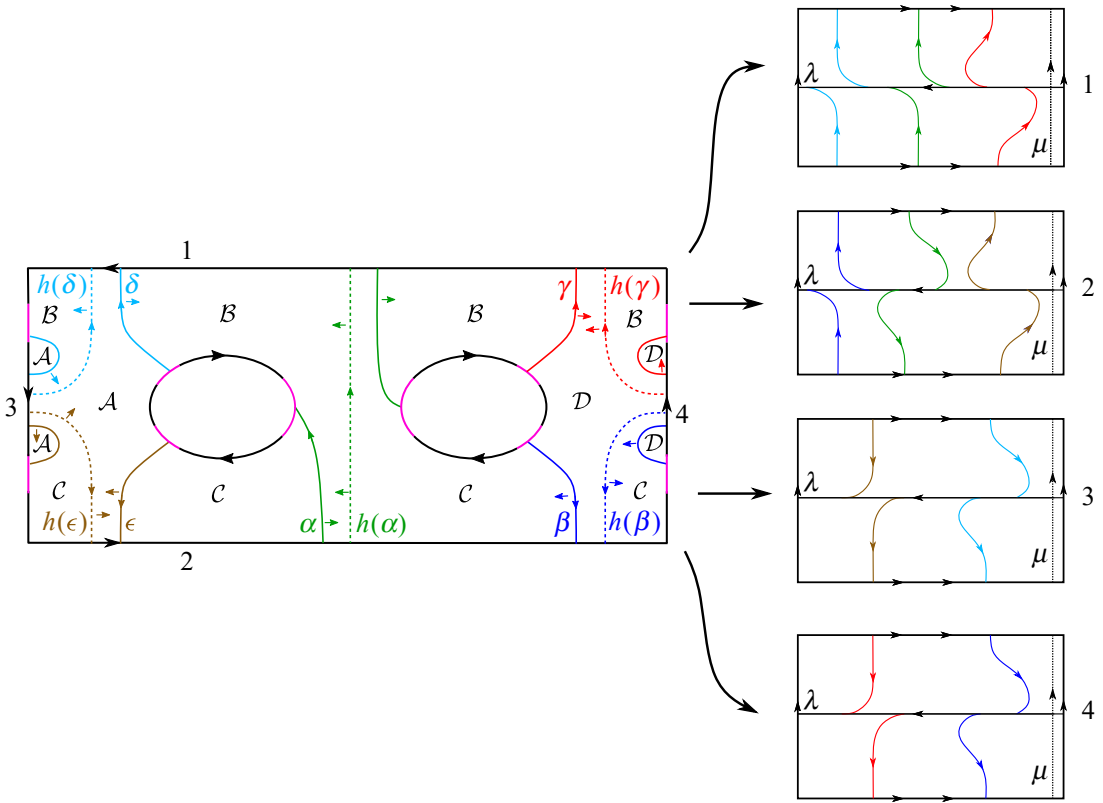 1
h(δ) δ γ h(γ)
ℬ ℬ ℬ ℬ
𝒜 𝒟
3 𝒜 𝒟 4
𝒜 𝒟
𝒞 𝒞 𝒞 𝒞
h(ϵ) ϵ α h(α) β h(β)
2
λ 1
μ
λ 2
μ
λ 3
μ
λ 4
μ